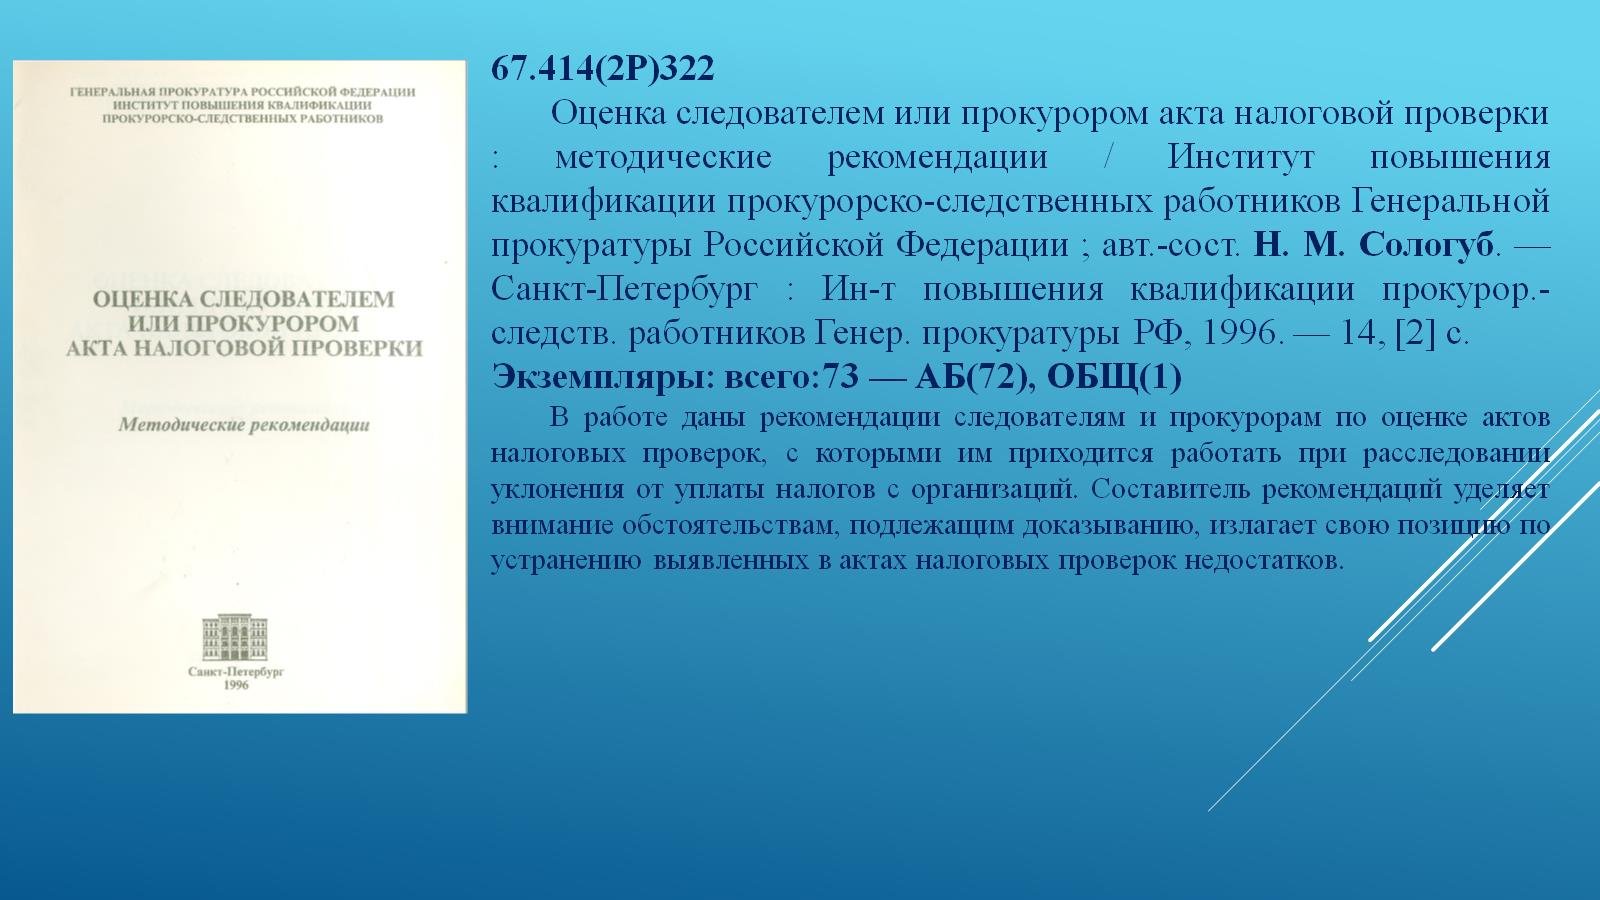 ГЕНЕРАЛЬНАЯ ПРОКУРАТУРА РОССИЙСКОЙ ФЕДЕРАЦИИ
ИНСТИТУТ ПОВЫШЕНИЯ КВАЛИФИКАЦИИ
ПРОКУРОРСКО-СЛЕДСТВЕННЫХ РАБОТНИКОВ
ОЦЕНКА СЛЕДОВАТЕЛЕМ
ИЛИ ПРОКУРОРОМ
АКТА НАЛОГОВОЙ ПРОВЕРКИ
Методические рекомендации
Санкт-Петербург
1996
67.414(2Р)322
Оценка следователем или прокурором акта налоговой проверки
: методические рекомендации / Институт повышения
квалификации прокурорско-следственных работников Генеральной
прокуратуры Российской Федерации ; авт.-сост. Н. М. Сологуб. —
Санкт-Петербург : Ин-т повышения квалификации прокурор.-
следств. работников Генер. прокуратуры РФ, 1996. — 14, [2] с.
Экземпляры: всего:73 — АБ(72), ОБЩ(1)
В работе даны рекомендации следователям и прокурорам по оценке актов
налоговых проверок, с которыми им приходится работать при расследовании
уклонения от уплаты налогов с организаций. Составитель рекомендаций уделяет
внимание обстоятельствам, подлежащим доказыванию, излагает свою позицию по
устранению выявленных в актах налоговых проверок недостатков.